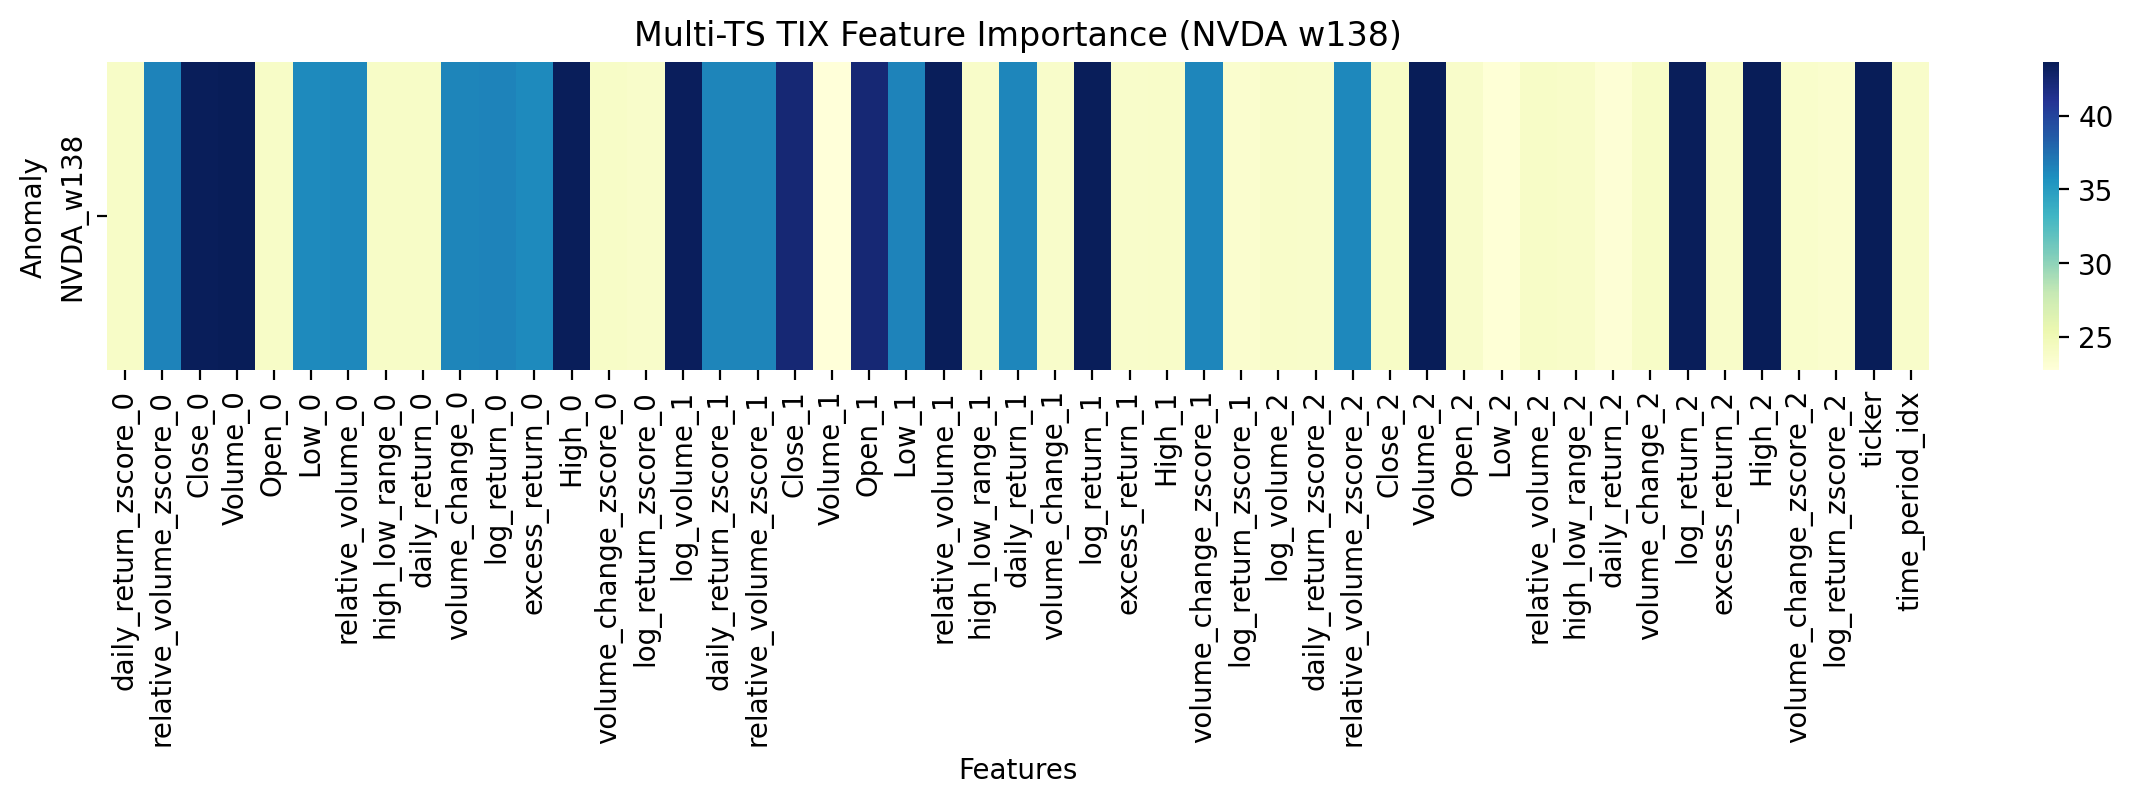 Multi-TS TIX Feature Importance (NVDA w138)
Anomaly
NVDA_w138
40
35
30
25
daily_return_zscore_0
relative_volume_zscore_0
Close_0
Volume_0
Open_0
Low_0
relative_volume_0
high_low_range_0
daily_return_0
volume_change_0
log_return_0
excess_return_0
High_0
volume_change_zscore_0
log_return_zscore_0
log_volume_1
daily_return_zscore_1
relative_volume_zscore_1
Close_1
Volume_1
Open_1
Low_1
relative_volume_1
high_low_range_1
daily_return_1
volume_change_1
log_return_1
excess_return_1
High_1
volume_change_zscore_1
log_return_zscore_1
log_volume_2
daily_return_zscore_2
relative_volume_zscore_2
Close_2
Volume_2
Open_2
Low_2
relative_volume_2
high_low_range_2
daily_return_2
volume_change_2
log_return_2
excess_return_2
High_2
volume_change_zscore_2
log_return_zscore_2
ticker
time_period_idx
Features